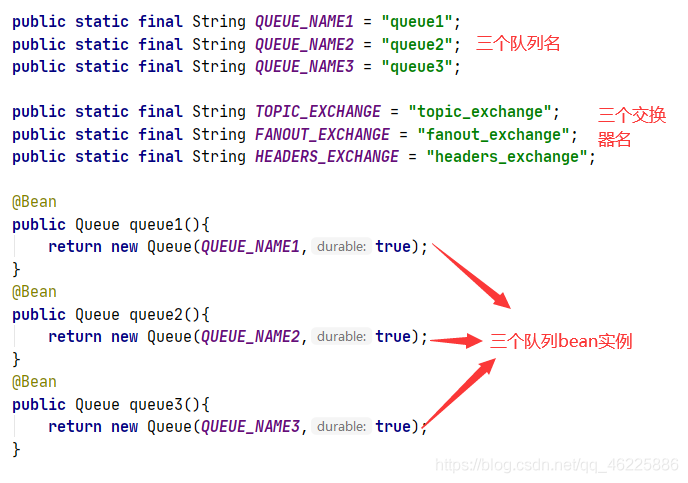 public static final String QUEUE_NAME1 = "queue1";
public static final String QUEUE_NAME2 = "queue2"; 三个队列名
public static final String QUEUE_NAME3 = "queue3";
public static final String TOPIC_EXCHANGE = "topic_exchange"; 三个交换
public static final String FANOUT_EXCHANGE = "fanout_exchange"; 器名
public static final String HEADERS_EXCHANGE = "headers_exchange";
@Bean
public Queue queue1(){
return new Queue(QUEUE_NAME1, durable: true);
}
@Bean
public Queue queue2(){
return new Queue(QUEUE_NAME2, durable: true); 三个队列bean实例
}
@Bean
public Queue queue3(){
return new Queue(QUEUE_NAME3, durable: true);
}
https://blog.csdn.net/qq_46225886